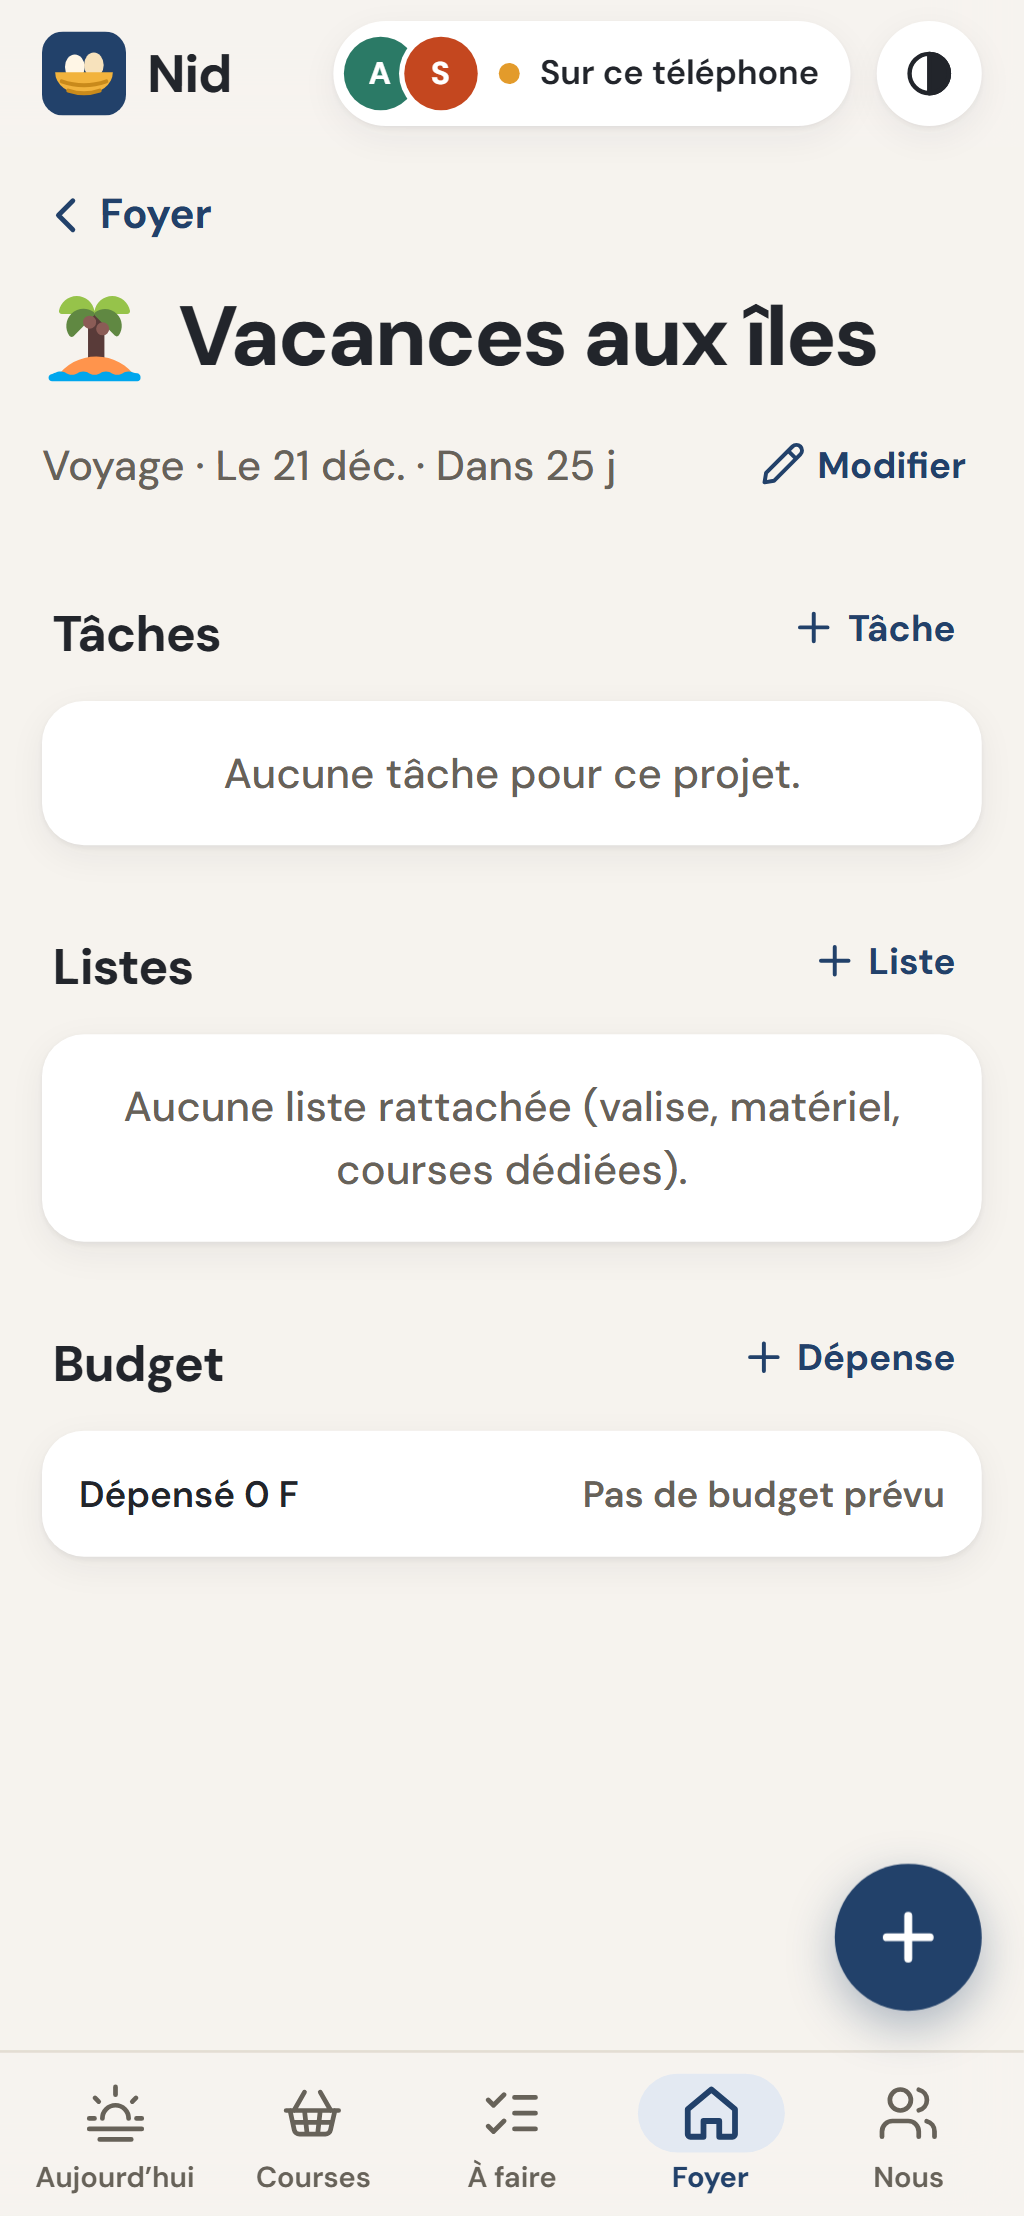 Nid
A S Sur ce téléphone
Foyer
Vacances aux îles
Voyage · Le 21 déc. · Dans 25 j
Modifier
Tâches
+ Tâche
Aucune tâche pour ce projet.
Listes
+ Liste
Aucune liste rattachée (valise, matériel,
courses dédiées).
Budget
+ Dépense
Dépensé 0 F
Pas de budget prévu
Aujourd’hui
Courses
À faire
Foyer
Nous